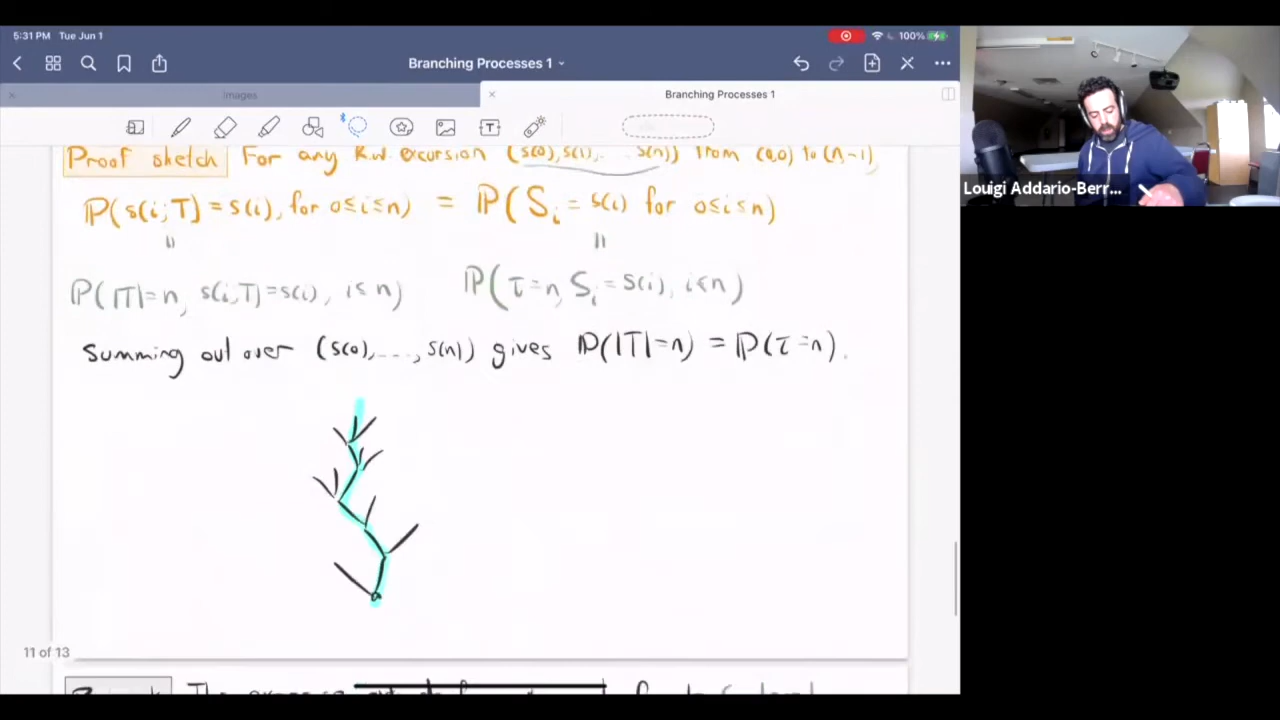 5:31 PM Tue Jun 1
100%
Branching Processes 1
Images
Branching Processes 1
Proof sketch For any R.W. excursion (s(0), s(1), ... s(n)) from (0,0) to (n,-1)
ℙ(s(i;T) = s(i), for 0≤i≤n) = ℙ(S_i = s(i) for 0≤i≤n)
ℙ(|T|=n, s(i,T)=s(i), i≤n) ℙ(τ=n, S_i = s(i), i≤n)
Summing out over (s(0), ..., s(n)) gives ℙ(|T|=n) = ℙ(τ=n).
11 of 13
Louigi Addario-Berr...